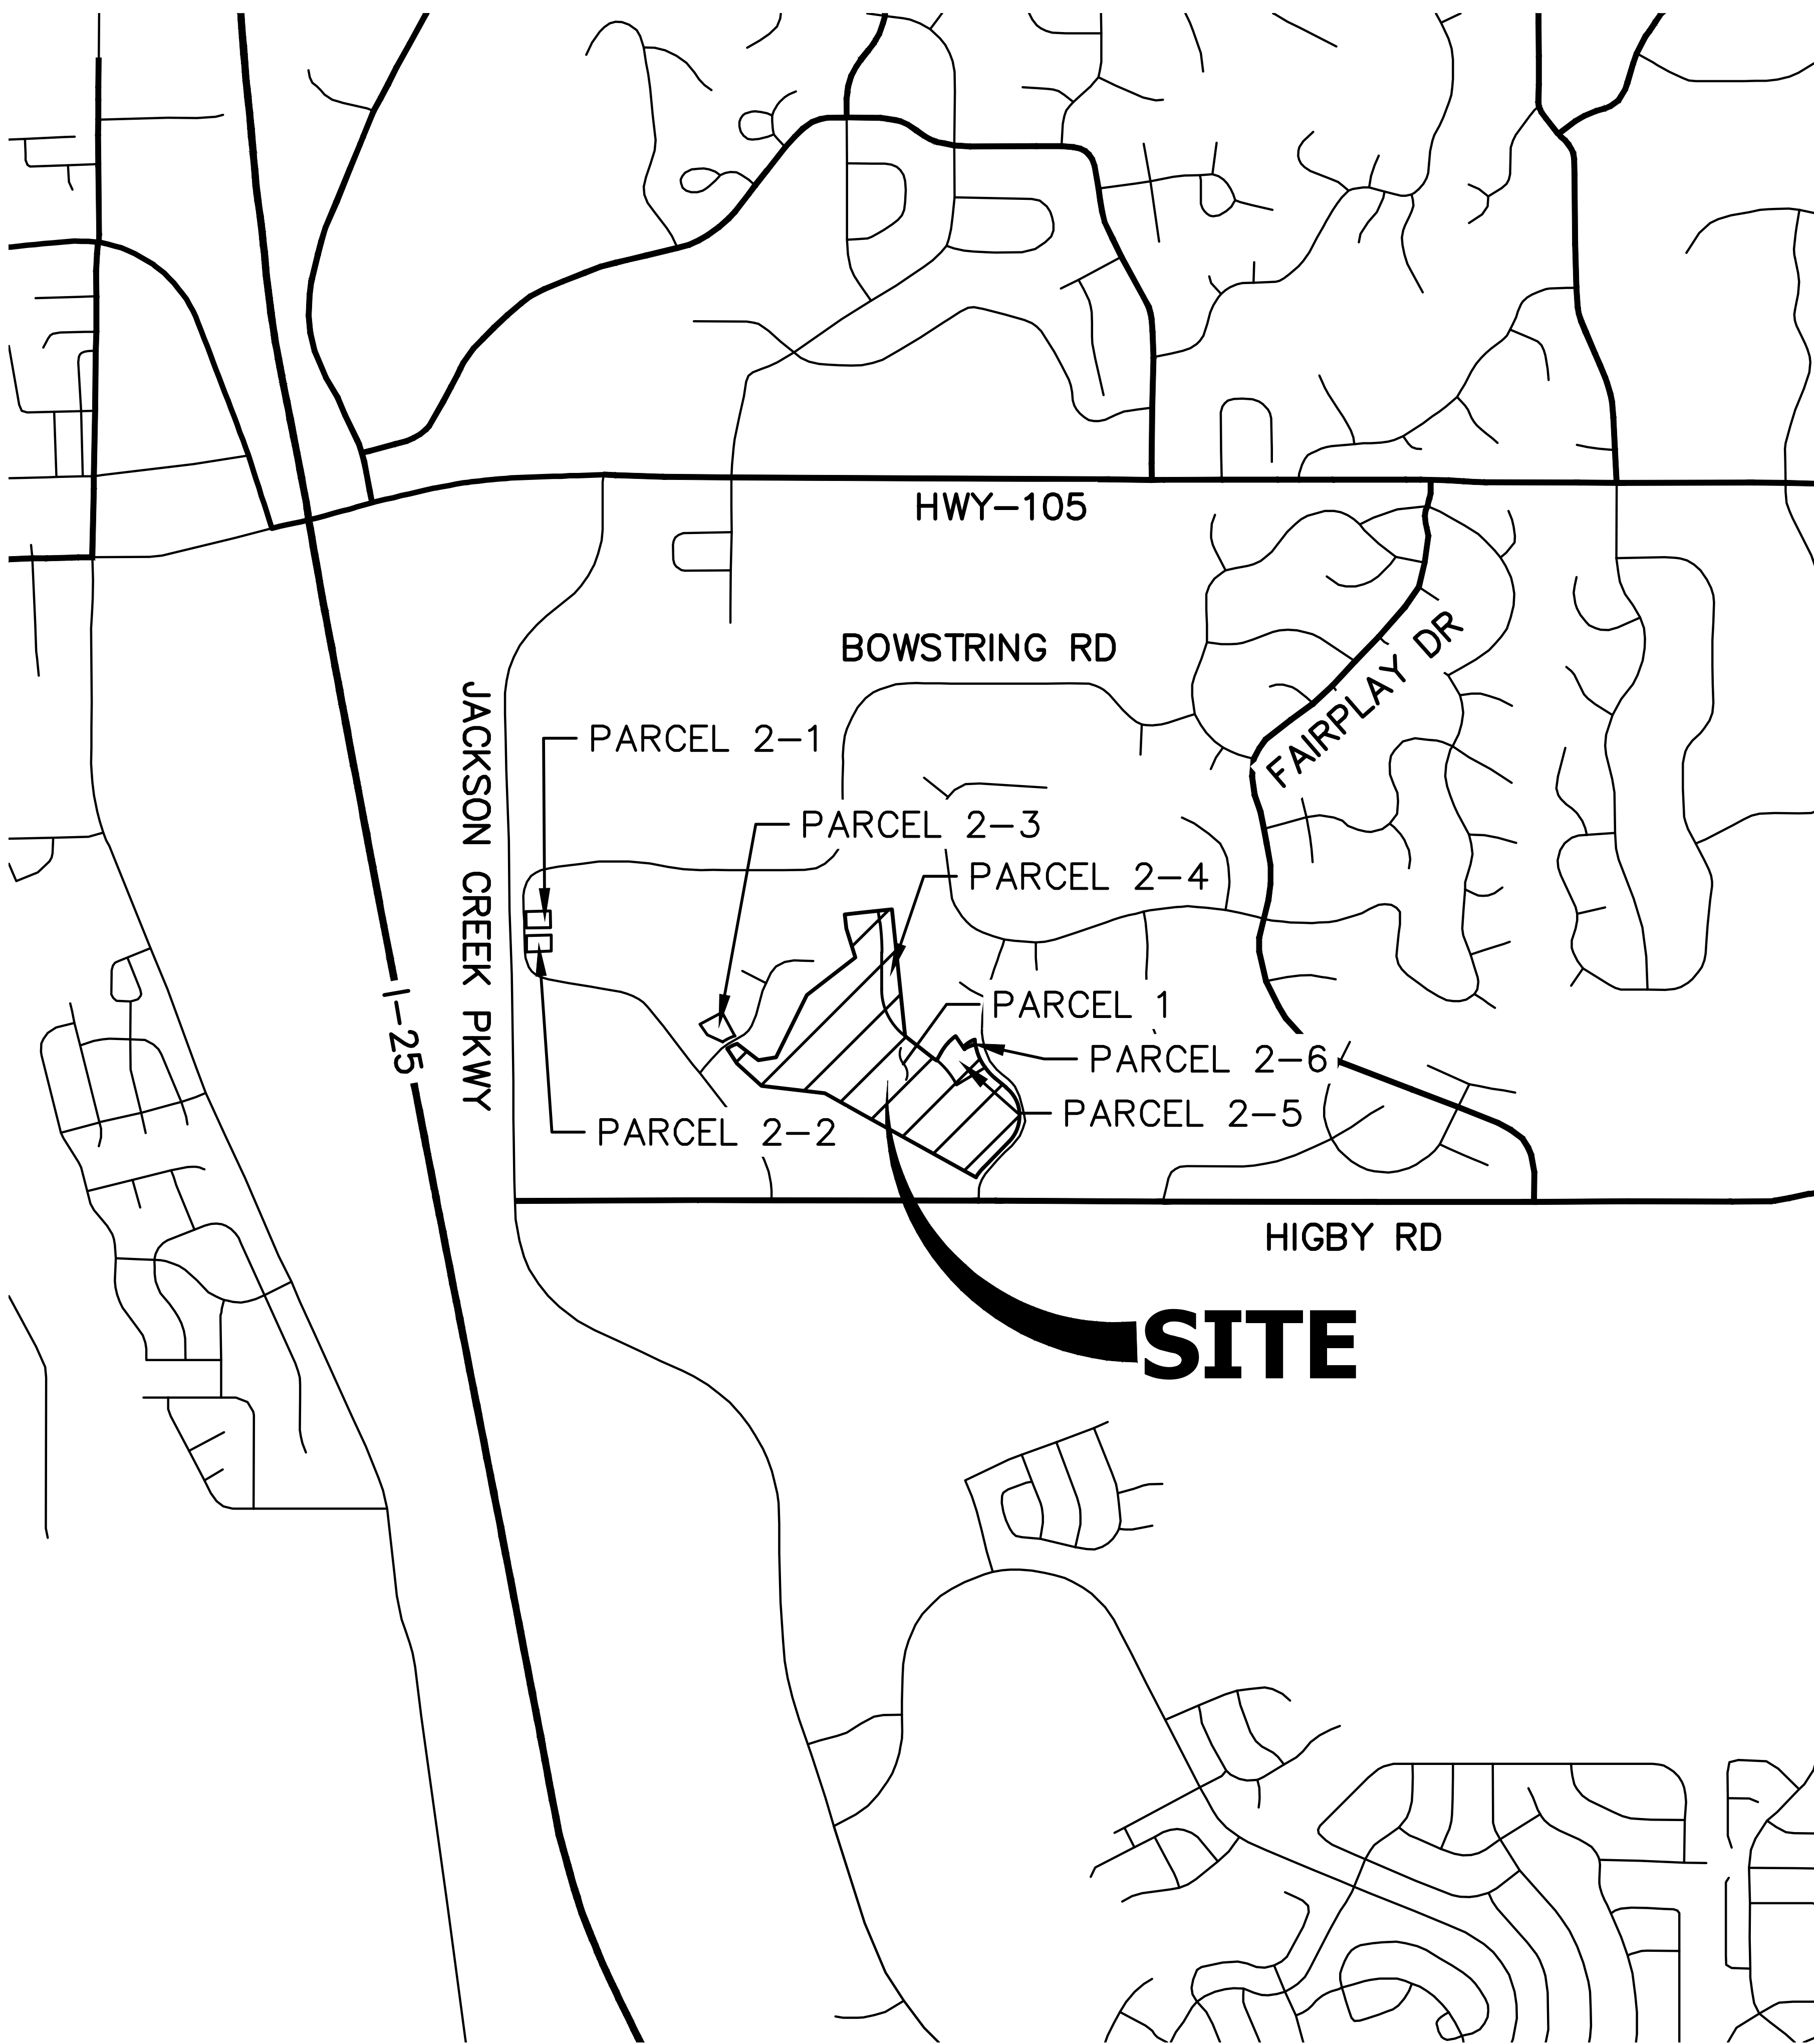 HWY-105
BOWSTRING RD
FAIRPLAY DR
JACKSON CREEK PKWY
PARCEL 2-1
PARCEL 2-3
PARCEL 2-4
I-25
PARCEL 1
PARCEL 2-6
PARCEL 2-5
PARCEL 2-2
HIGBY RD
SITE